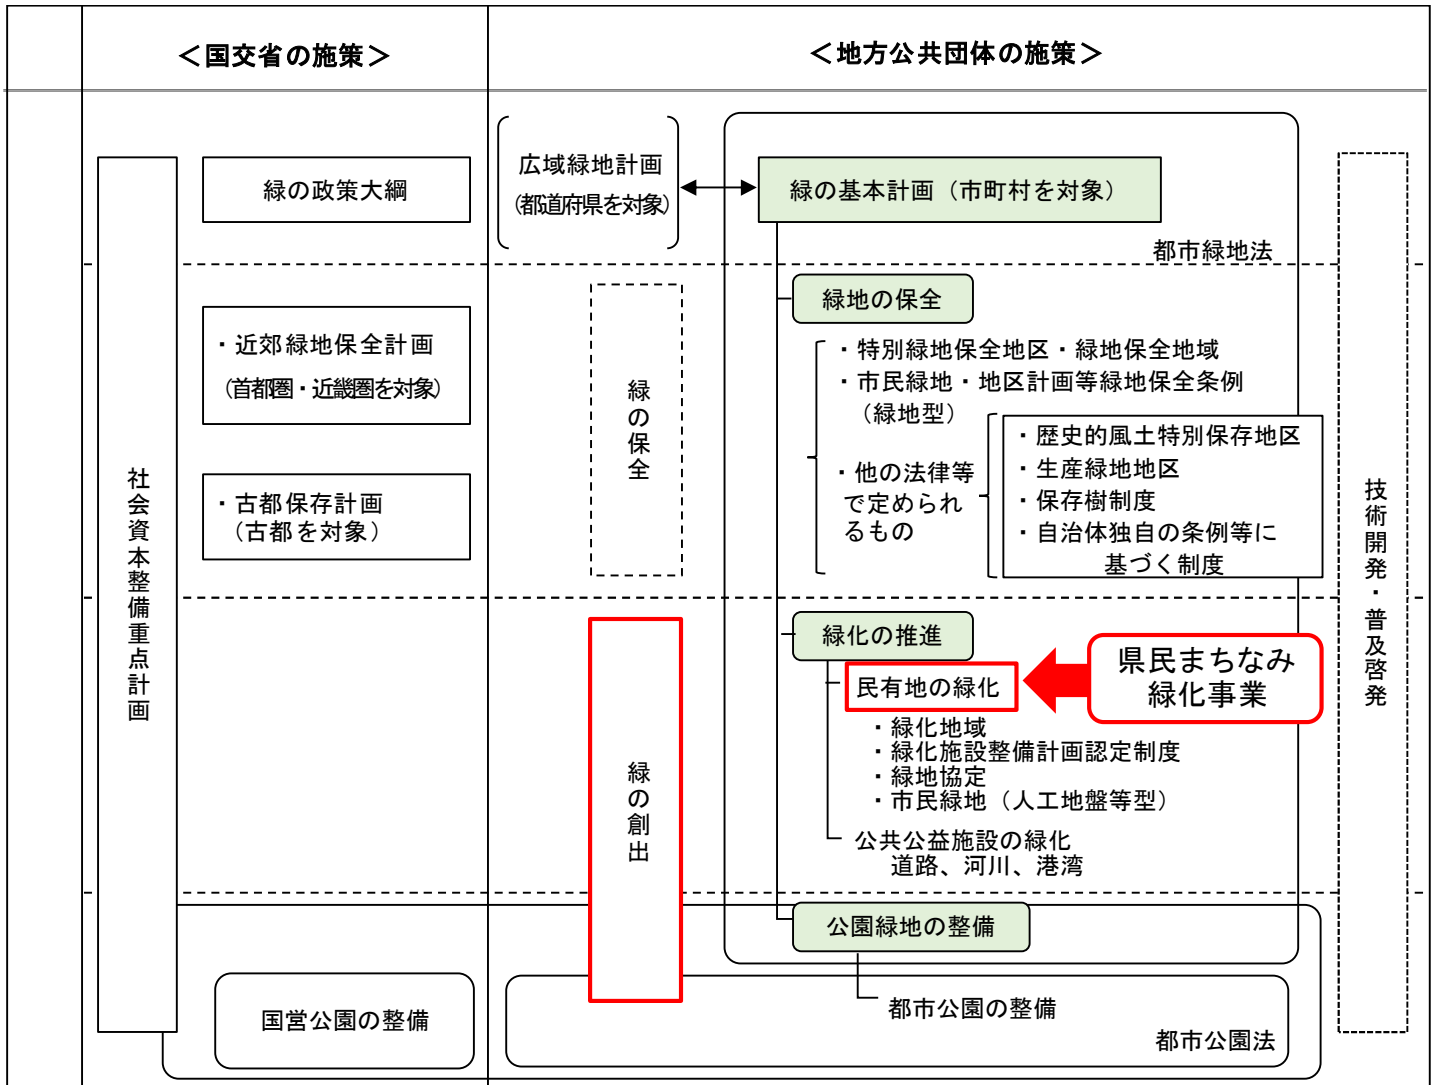 ＜国交省の施策＞
＜地方公共団体の施策＞
社会資本整備重点計画
緑の政策大綱
広域緑地計画
（都道府県を対象）
緑の基本計画（市町村を対象）
都市緑地法
・近郊緑地保全計画
（首都圏・近畿圏を対象）
・古都保存計画
（古都を対象）
緑の保全
緑地の保全
・特別緑地保全地区・緑地保全地域
・市民緑地・地区計画等緑地保全条例
（緑地型）
・他の法律等
で定められ
るもの
・歴史的風土特別保存地区
・生産緑地地区
・保存樹制度
・自治体独自の条例等に
基づく制度
技術開発・普及啓発
緑の創出
緑化の推進
民有地の緑化
県民まちなみ
緑化事業
・緑化地域
・緑化施設整備計画認定制度
・緑地協定
・市民緑地（人工地盤等型）
公共公益施設の緑化
道路、河川、港湾
公園緑地の整備
国営公園の整備
都市公園の整備
都市公園法